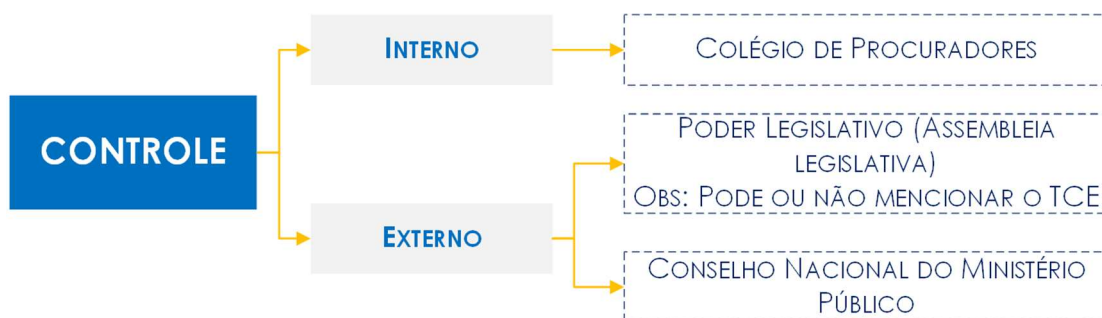 CONTROLE
INTERNO
COLÉGIO DE PROCURADORES
EXTERNO
PODER LEGISLATIVO (ASSEMBLEIA
LEGISLATIVA)
OBS: PODE OU NÃO MENCIONAR O TCE
CONSELHO NACIONAL DO MINISTÉRIO
PÚBLICO